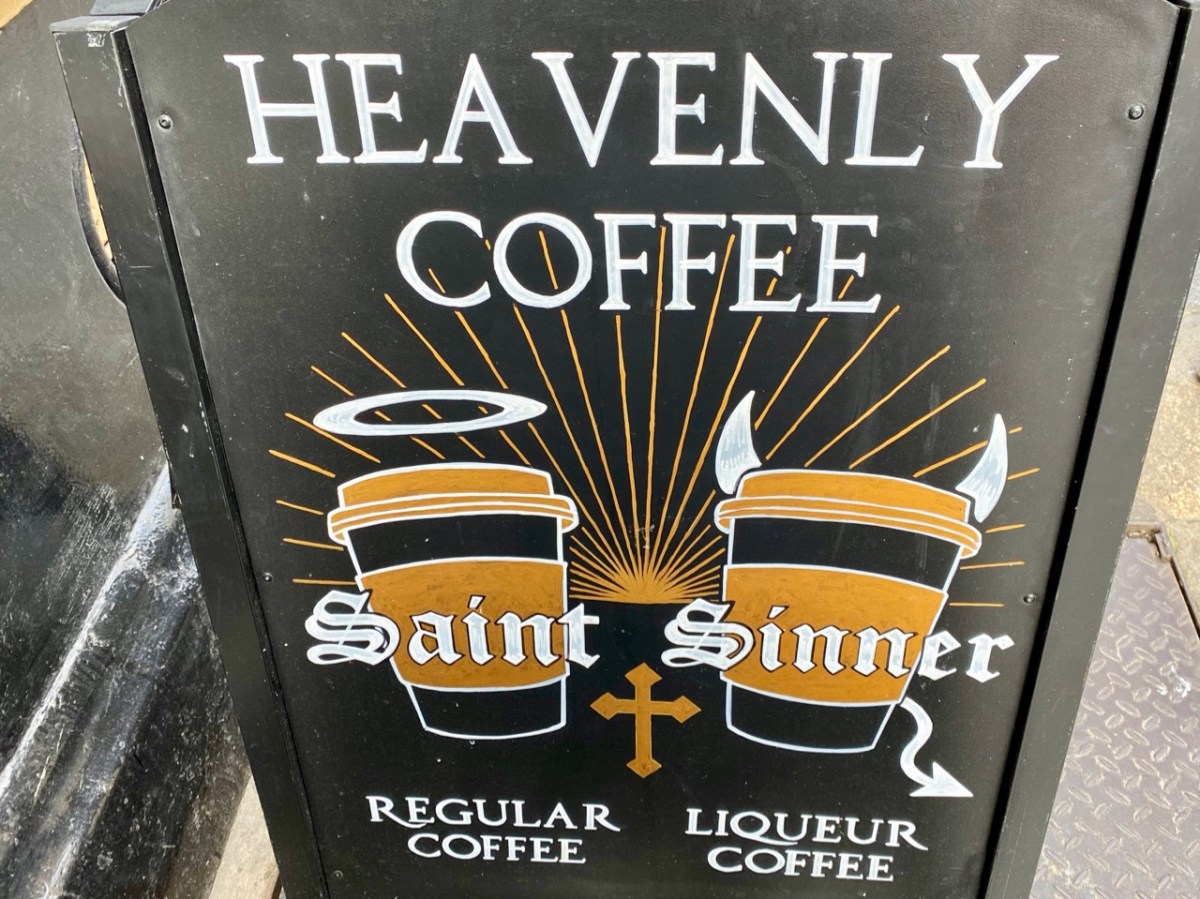 HEAVENLY
COFFEE
Saint Sinner
REGULAR
COFFEE
LIQUEUR
COFFEE